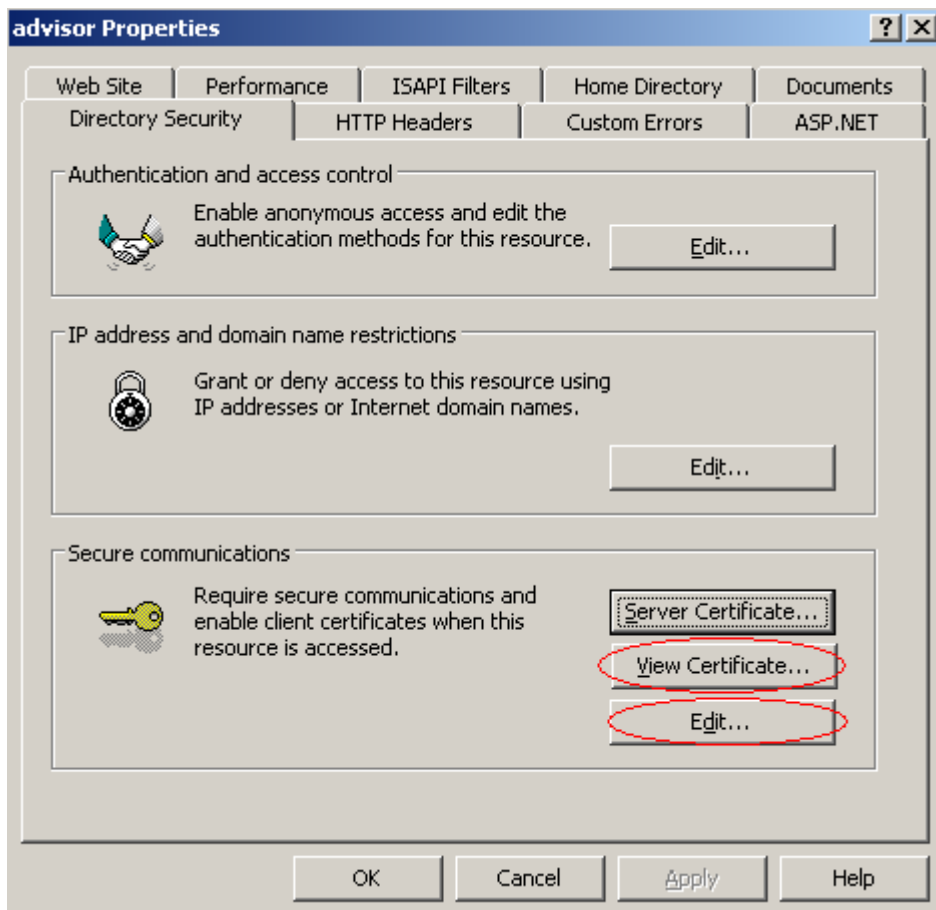 advisor Properties
Web Site
Performance
ISAPI Filters
Home Directory
Documents
Directory Security
HTTP Headers
Custom Errors
ASP.NET
Authentication and access control
Enable anonymous access and edit the
authentication methods for this resource.
Edit...
IP address and domain name restrictions
Grant or deny access to this resource using
IP addresses or Internet domain names.
Edit...
Secure communications
Require secure communications and
enable client certificates when this
resource is accessed.
Server Certificate...
View Certificate...
Edit...
OK
Cancel
Apply
Help